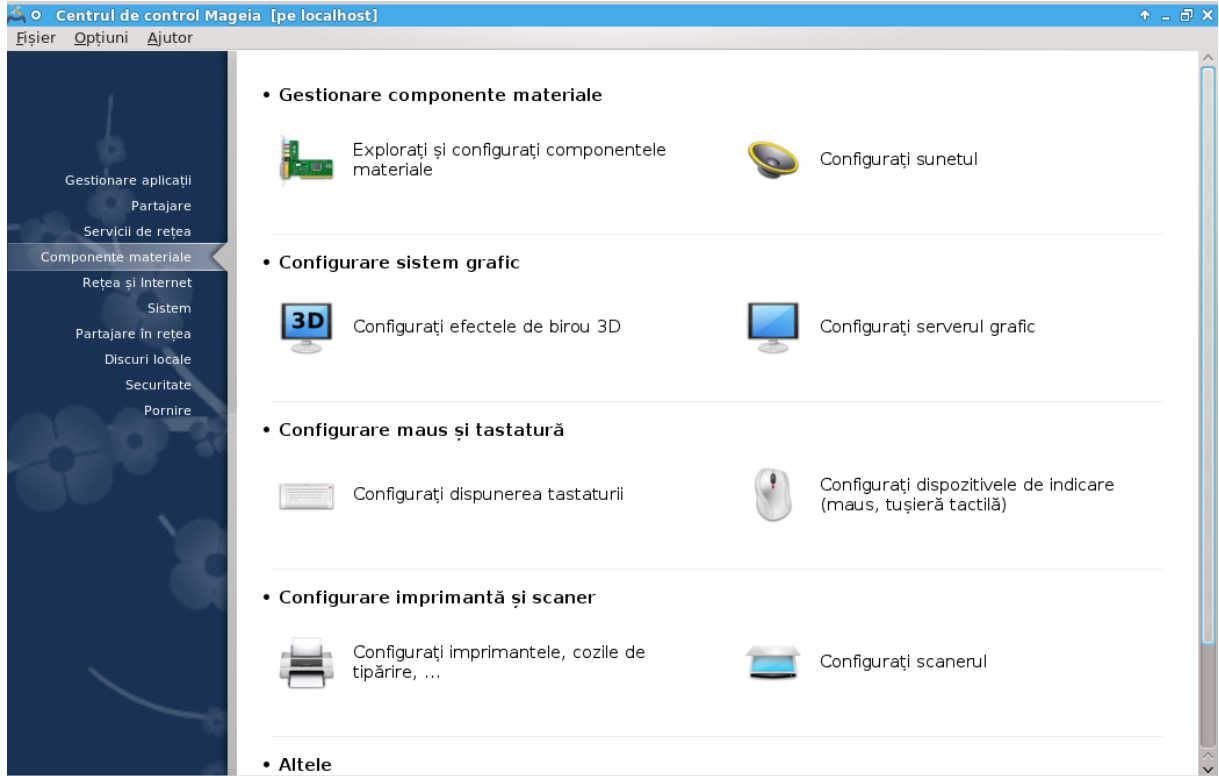 Centrul de control Mageia [pe localhost]
Fișier Opțiuni Ajutor
Gestionare aplicații
Partajare
Servicii de rețea
Componente materiale
Rețea și Internet
Sistem
Partajare în rețea
Discuri locale
Securitate
Pornire
• Gestionare componente materiale
Explorați și configurați componentele
materiale
Configurați sunetul
• Configurare sistem grafic
3D
Configurați efectele de birou 3D
Configurați serverul grafic
• Configurare maus și tastatură
Configurați dispunerea tastaturii
Configurați dispozitivele de indicare
(maus, tușieră tactilă)
• Configurare imprimantă și scaner
Configurați imprimantele, cozile de
tipărire, ...
Configurați scanerul
• Altele